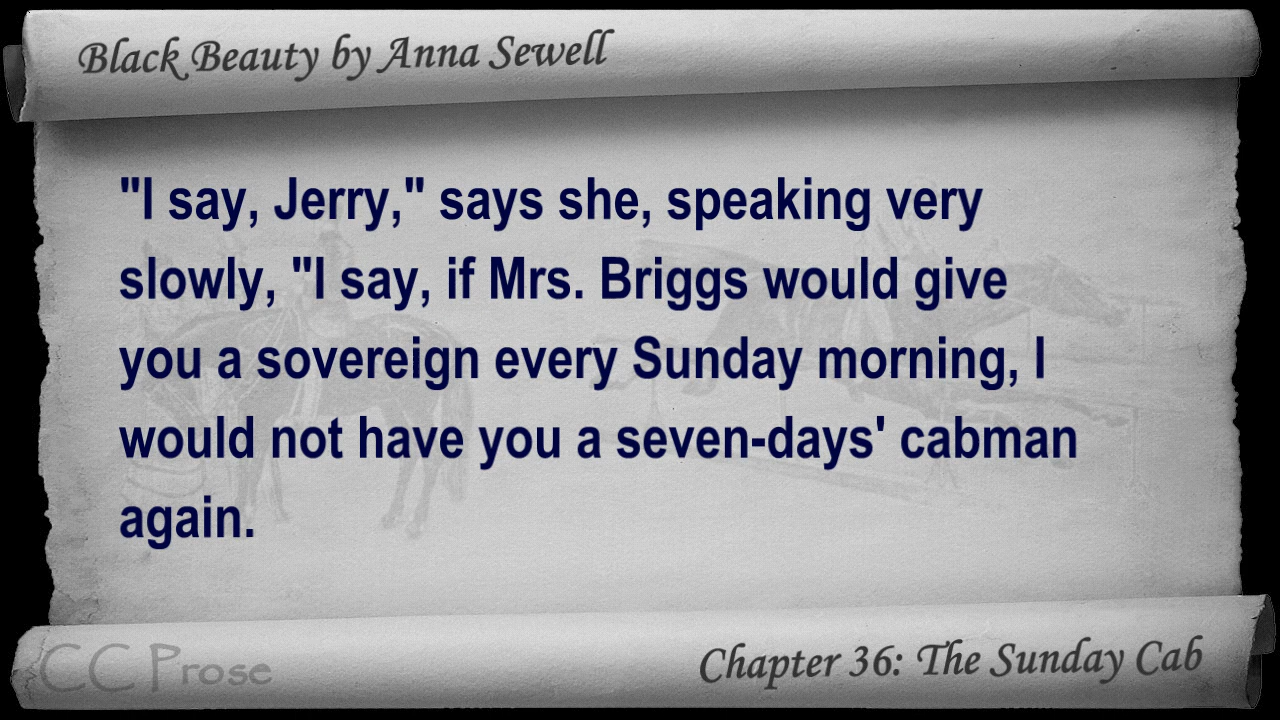 Black Beauty by Anna Sewell
"I say, Jerry," says she, speaking very
slowly, "I say, if Mrs. Briggs would give
you a sovereign every Sunday morning, I
would not have you a seven-days' cabman
again.
CC Prose
Chapter 36: The Sunday Cab